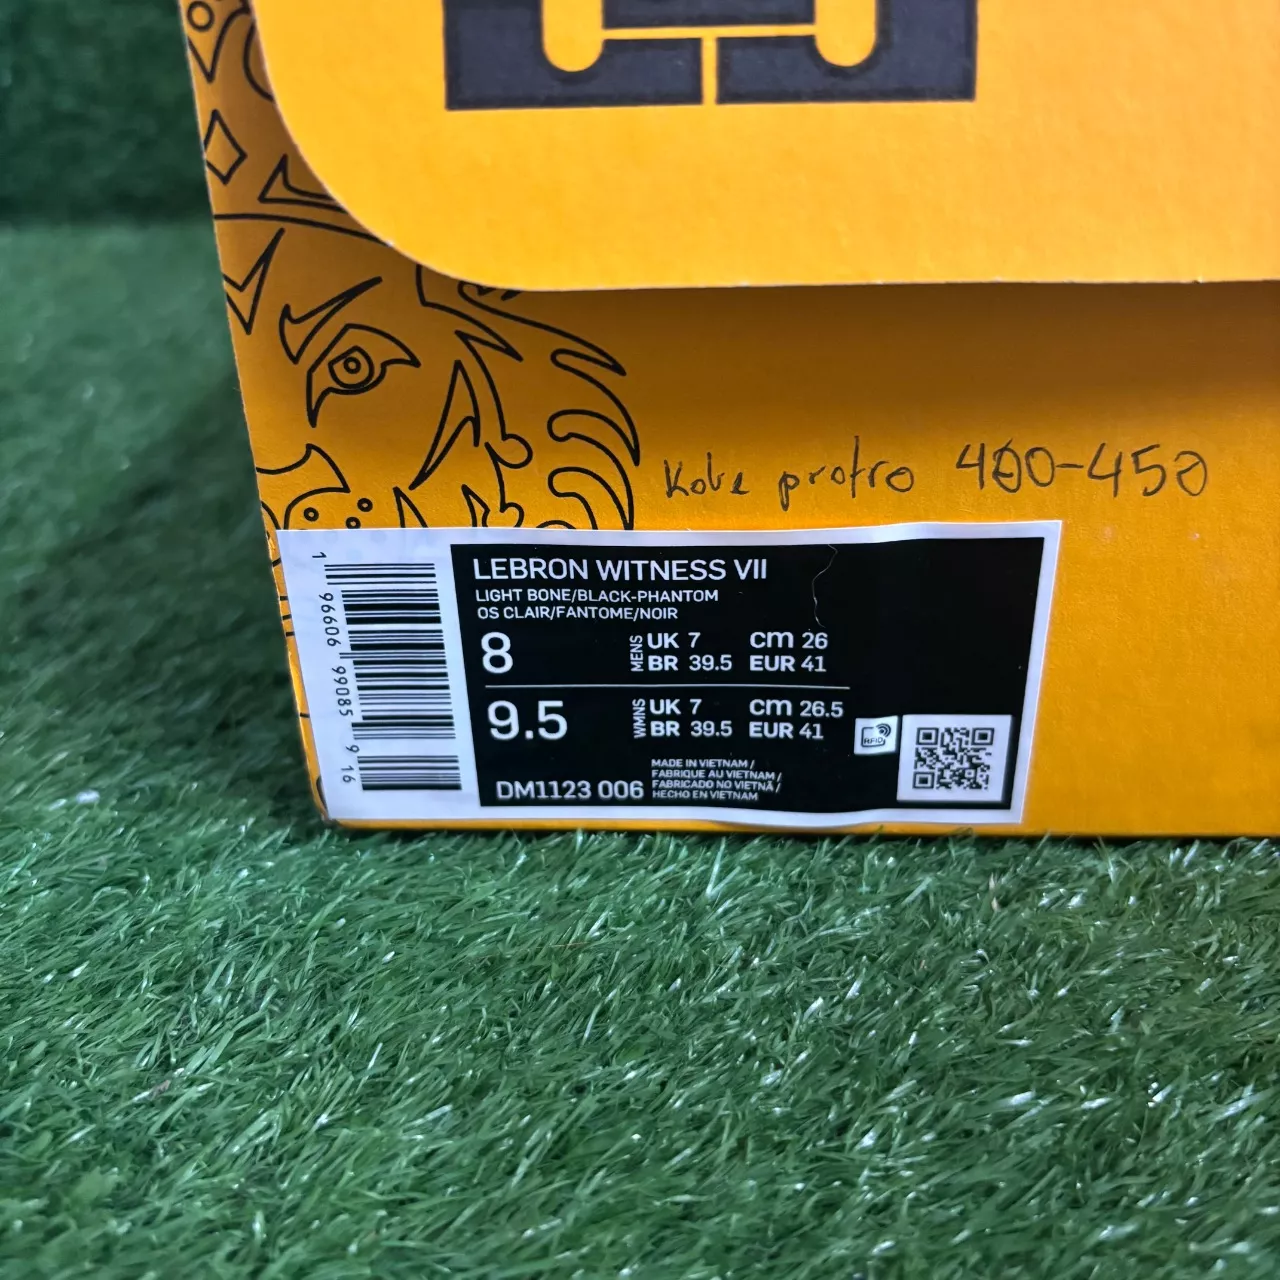 Kobe protro 400-450
LEBRON WITNESS VII
LIGHT BONE/BLACK-PHANTOM
OS CLAIR/FANTOME/NOIR
8 MENS UK 7 cm 26
BR 39.5 EUR 41
9.5 WMNS UK 7 cm 26.5
BR 39.5 EUR 41
RFID
DM1123 006
MADE IN VIETNAM /
FABRIQUE AU VIETNAM /
FABRICADO NO VIETNÃ /
HECHO EN VIETNAM
1 96606 99085 9 16